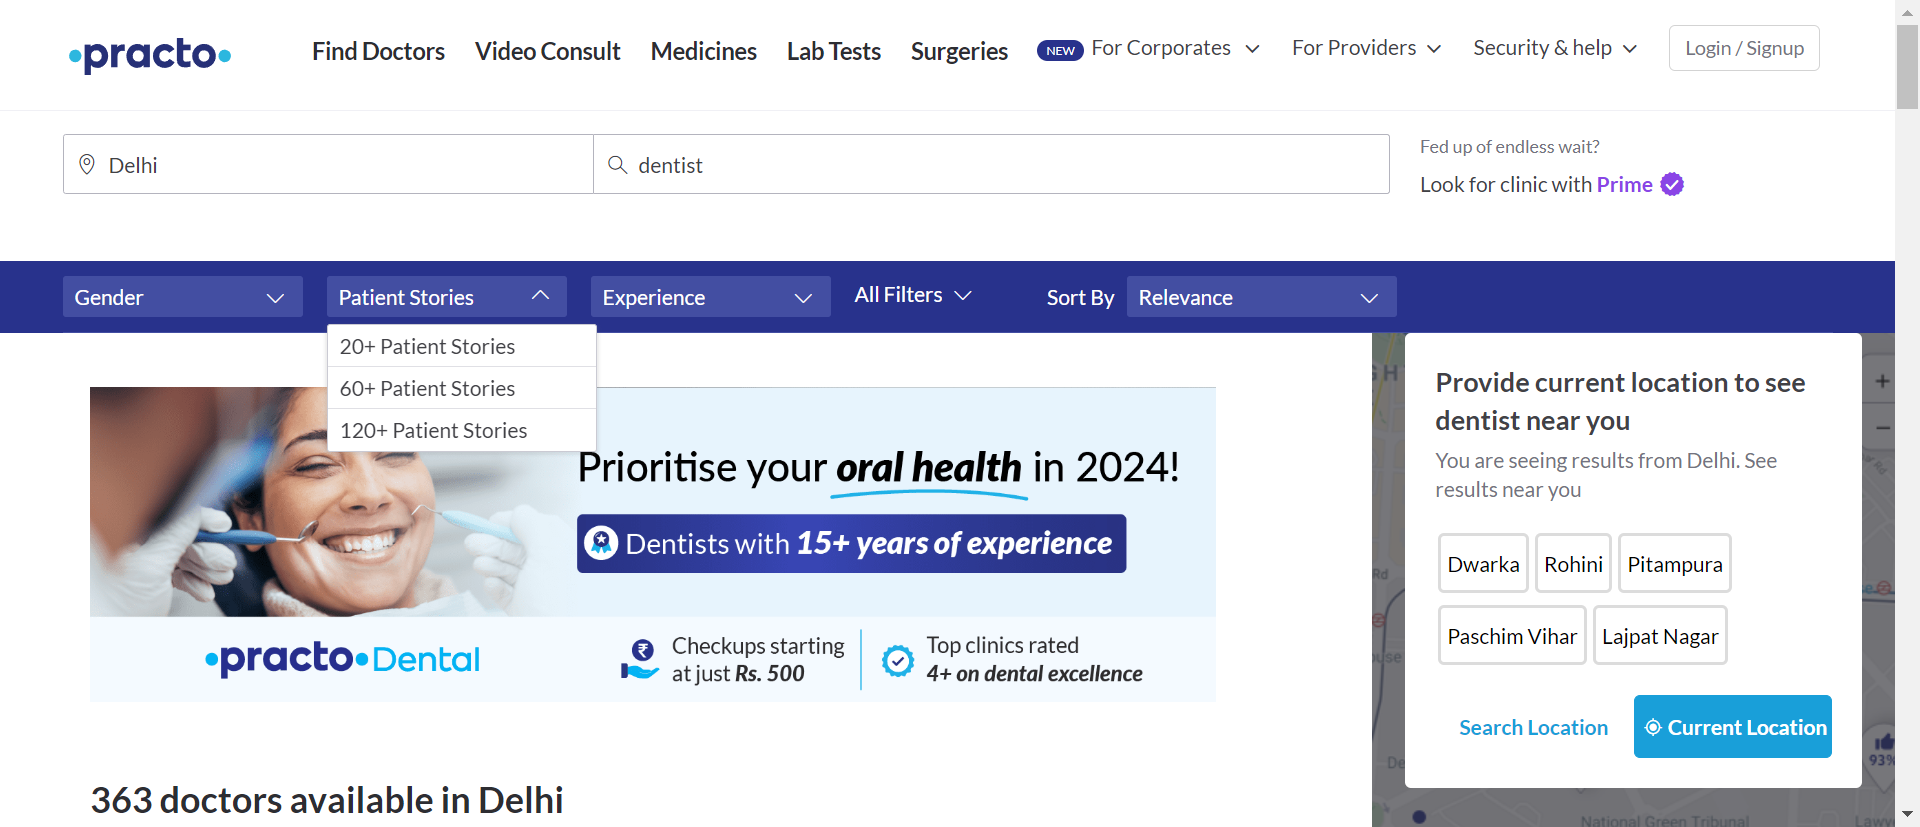 practo
Find Doctors
Video Consult
Medicines
Lab Tests
Surgeries
NEW For Corporates
For Providers
Security & help
Login / Signup
Delhi
dentist
Fed up of endless wait?
Look for clinic with Prime
Gender
Patient Stories
Experience
All Filters
Sort By
Relevance
20+ Patient Stories
60+ Patient Stories
120+ Patient Stories
Prioritise your oral health in 2024!
Dentists with 15+ years of experience
practo Dental
Checkups starting
at just Rs. 500
Top clinics rated
4+ on dental excellence
363 doctors available in Delhi
Provide current location to see
dentist near you
You are seeing results from Delhi. See
results near you
Dwarka
Rohini
Pitampura
Paschim Vihar
Lajpat Nagar
Search Location
Current Location
+
−
Rd
93%
National Green Tribunal